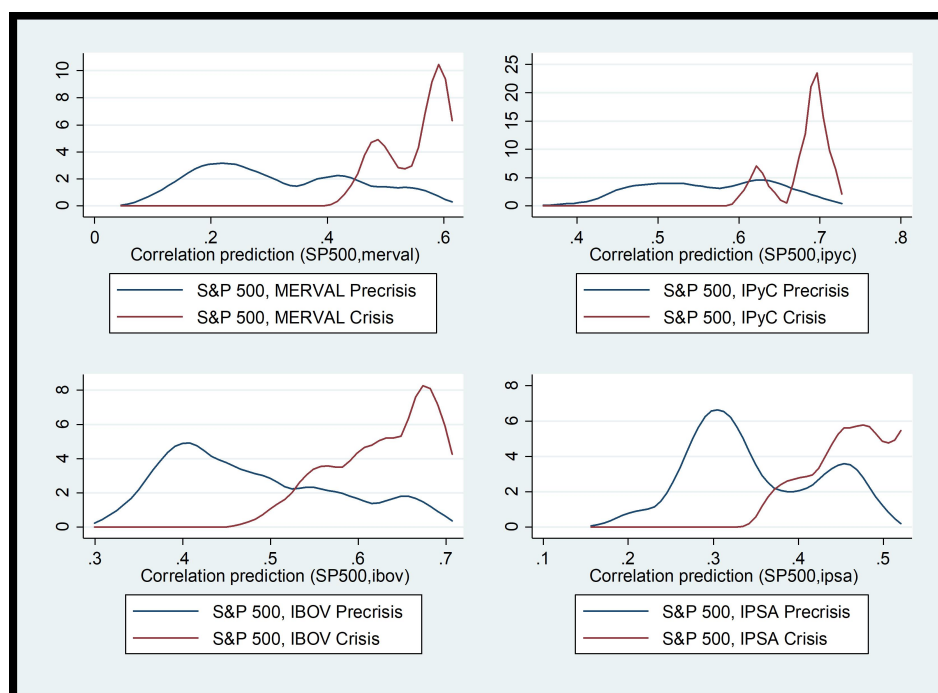 0 2 4 6 8 10
0 .2 .4 .6
Correlation prediction (SP500,merval)
S&P 500, MERVAL Precrisis
S&P 500, MERVAL Crisis
0 5 10 15 20 25
.4 .5 .6 .7 .8
Correlation prediction (SP500,ipyc)
S&P 500, IPyC Precrisis
S&P 500, IPyC Crisis
0 2 4 6 8
.3 .4 .5 .6 .7
Correlation prediction (SP500,ibov)
S&P 500, IBOV Precrisis
S&P 500, IBOV Crisis
0 2 4 6 8
.1 .2 .3 .4 .5
Correlation prediction (SP500,ipsa)
S&P 500, IPSA Precrisis
S&P 500, IPSA Crisis